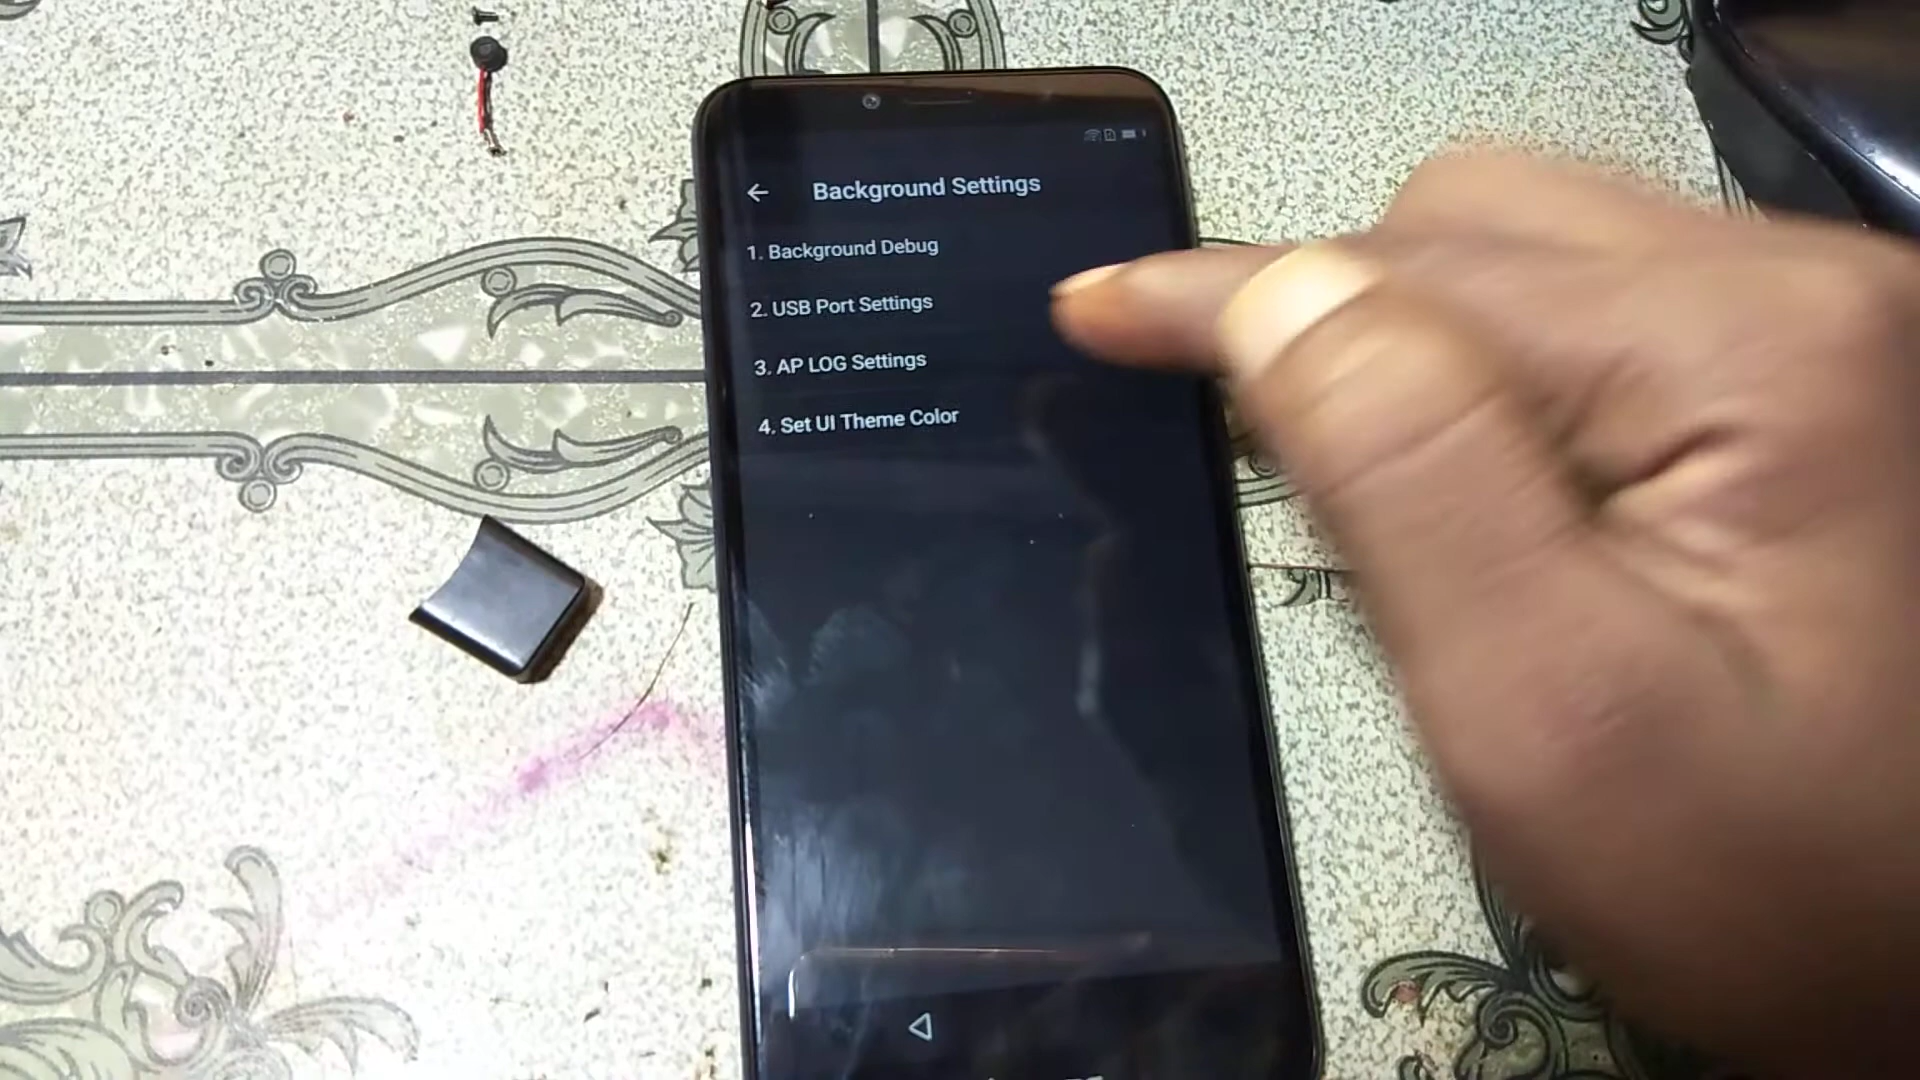 Background Settings
1. Background Debug
2. USB Port Settings
3. AP LOG Settings
4. Set UI Theme Color